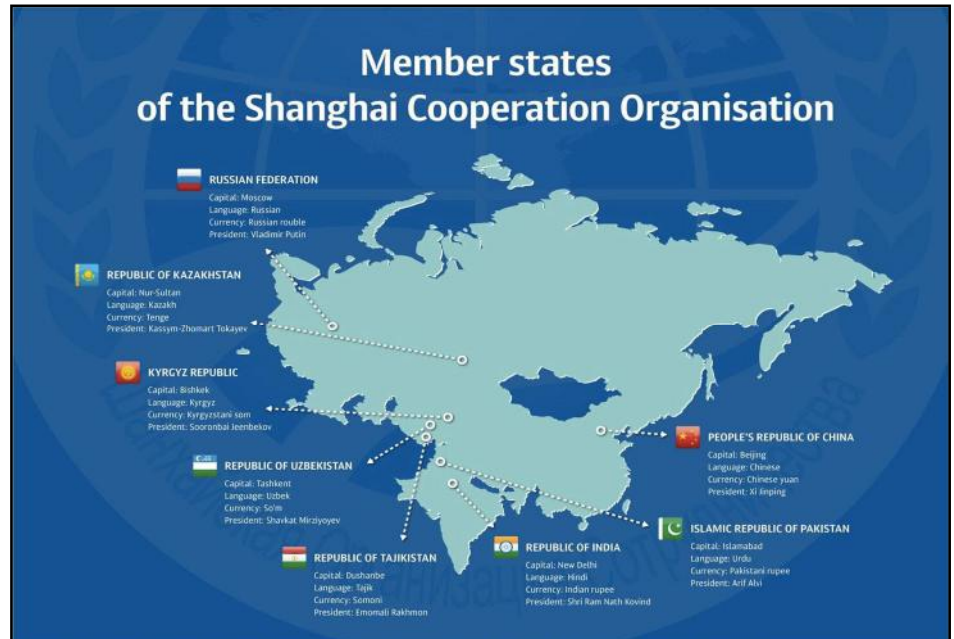 Member states
of the Shanghai Cooperation Organisation
RUSSIAN FEDERATION
Capital: Moscow
Language: Russian
Currency: Russian rouble
President: Vladimir Putin
REPUBLIC OF KAZAKHSTAN
Capital: Nur-Sultan
Language: Kazakh
Currency: Tenge
President: Kassym-Zhomart Tokayev
KYRGYZ REPUBLIC
Capital: Bishkek
Language: Kyrgyz
Currency: Kyrgyzstani som
President: Sooronbai Jeenbekov
REPUBLIC OF UZBEKISTAN
Capital: Tashkent
Language: Uzbek
Currency: So'm
President: Shavkat Mirziyoyev
REPUBLIC OF TAJIKISTAN
Capital: Dushanbe
Language: Tajik
Currency: Somoni
President: Emomali Rakhmon
REPUBLIC OF INDIA
Capital: New Delhi
Language: Hindi
Currency: Indian rupee
President: Shri Ram Nath Kovind
PEOPLE'S REPUBLIC OF CHINA
Capital: Beijing
Language: Chinese
Currency: Chinese yuan
President: Xi Jinping
ISLAMIC REPUBLIC OF PAKISTAN
Capital: Islamabad
Language: Urdu
Currency: Pakistani rupee
President: Arif Alvi